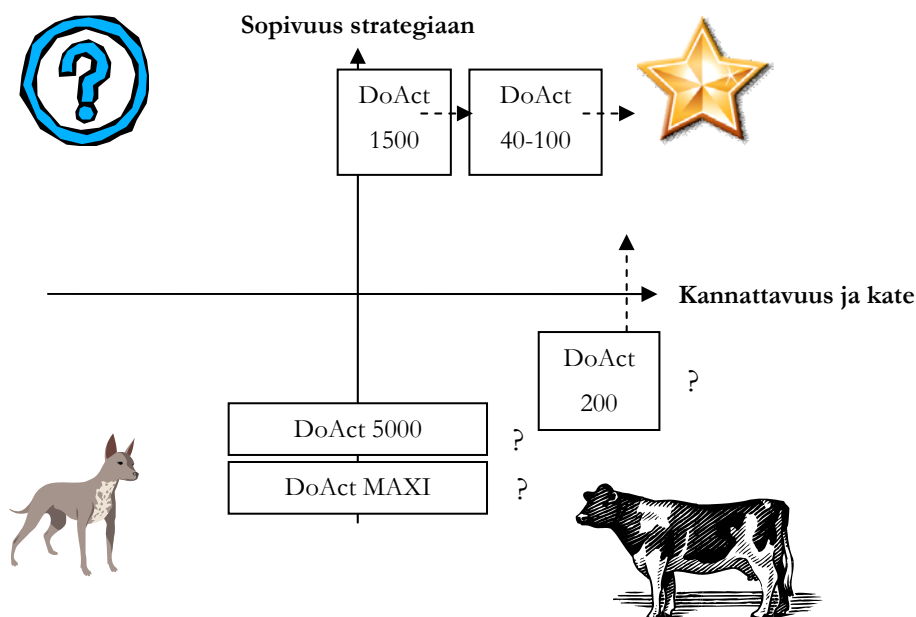 Sopivuus strategiaan
?
DoAct
1500
DoAct
40-100
Kannattavuus ja kate
DoAct
200
?
DoAct 5000
?
DoAct MAXI
?